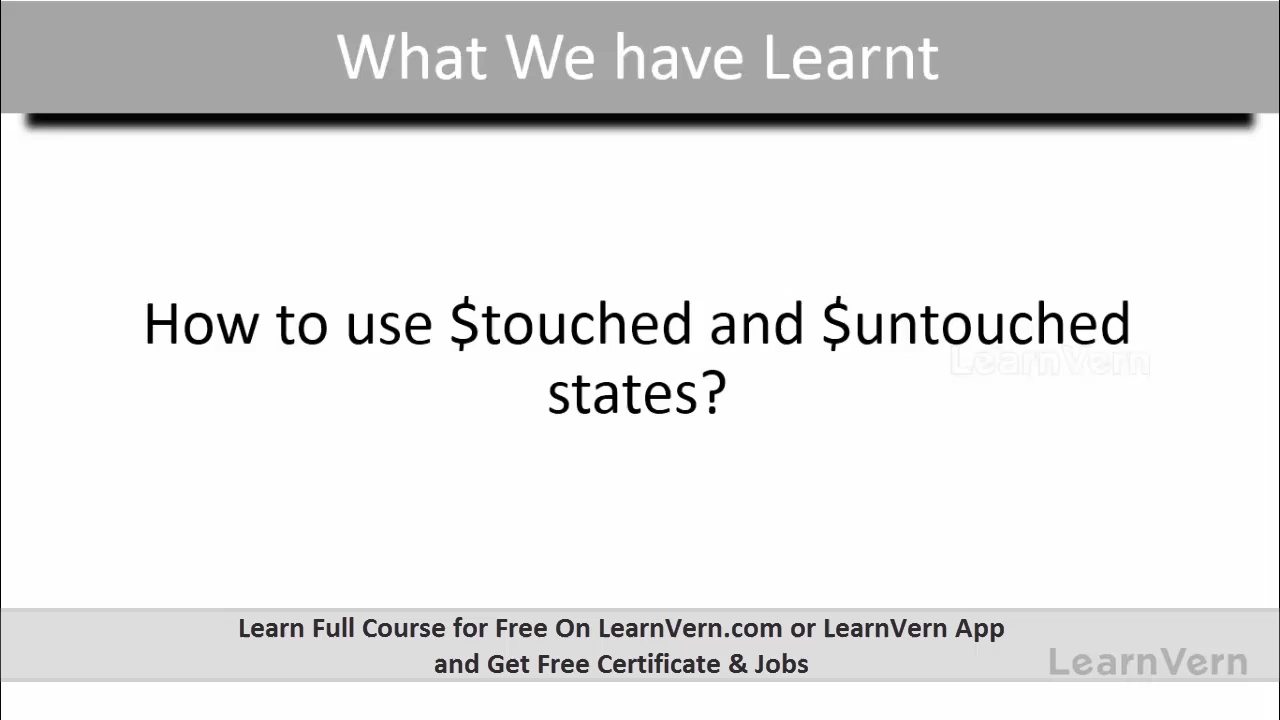 What We have Learnt
How to use $touched and $untouched
LearnVern
states?
Learn Full Course for Free On LearnVern.com or LearnVern App
and Get Free Certificate & Jobs
LearnVern